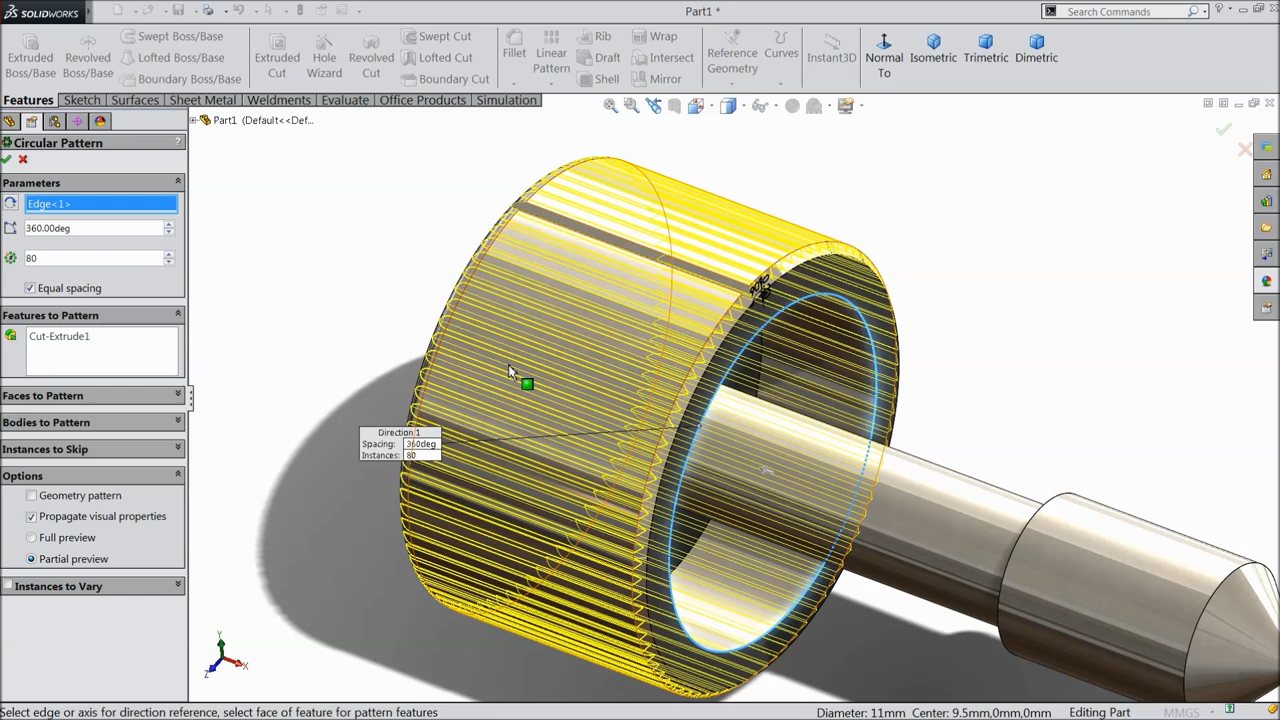 SOLIDWORKS
Part1 *
Search Commands
Extruded Boss/Base
Revolved Boss/Base
Swept Boss/Base
Lofted Boss/Base
Boundary Boss/Base
Extruded Cut
Hole Wizard
Revolved Cut
Swept Cut
Lofted Cut
Boundary Cut
Fillet
Linear Pattern
Rib
Draft
Shell
Wrap
Intersect
Mirror
Reference Geometry
Curves
Instant3D
Normal To
Isometric
Trimetric
Dimetric
Features Sketch Surfaces Sheet Metal Weldments Evaluate Office Products Simulation
Part1 (Default<<Def...
Circular Pattern
?
Parameters
Edge<1>
360.00deg
80
Equal spacing
Features to Pattern
Cut-Extrude1
Faces to Pattern
Bodies to Pattern
Instances to Skip
Options
Geometry pattern
Propagate visual properties
Full preview
Partial preview
Instances to Vary
Direction 1
Spacing: 360deg
Instances: 80
Y
X
Z
Select edge or axis for direction reference, select face of feature for pattern features
Diameter: 11mm Center: 9.5mm,0mm,0mm
Editing Part
MMGS